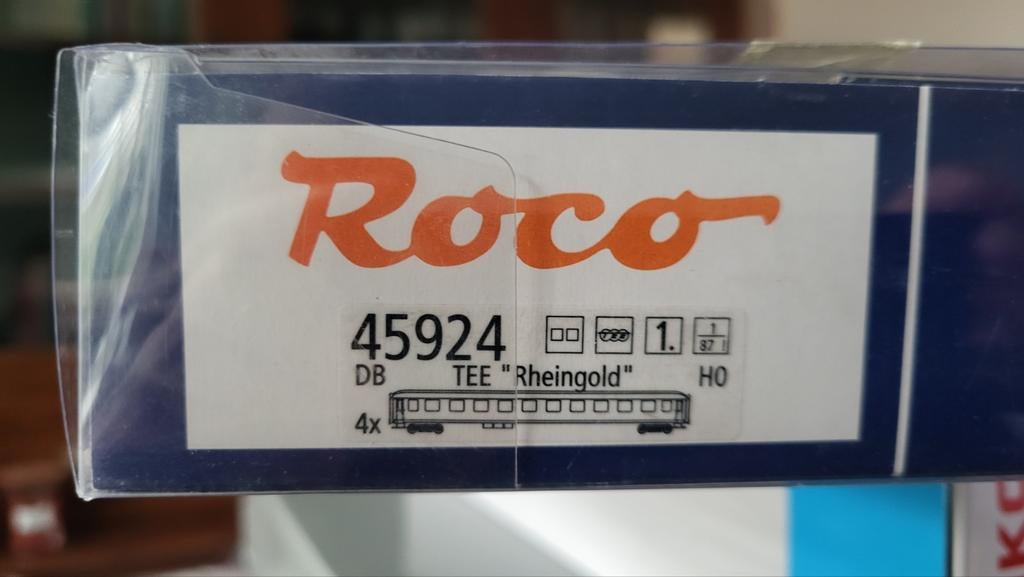 Roco
45924 1. 1/87
DB TEE "Rheingold" H0
4x